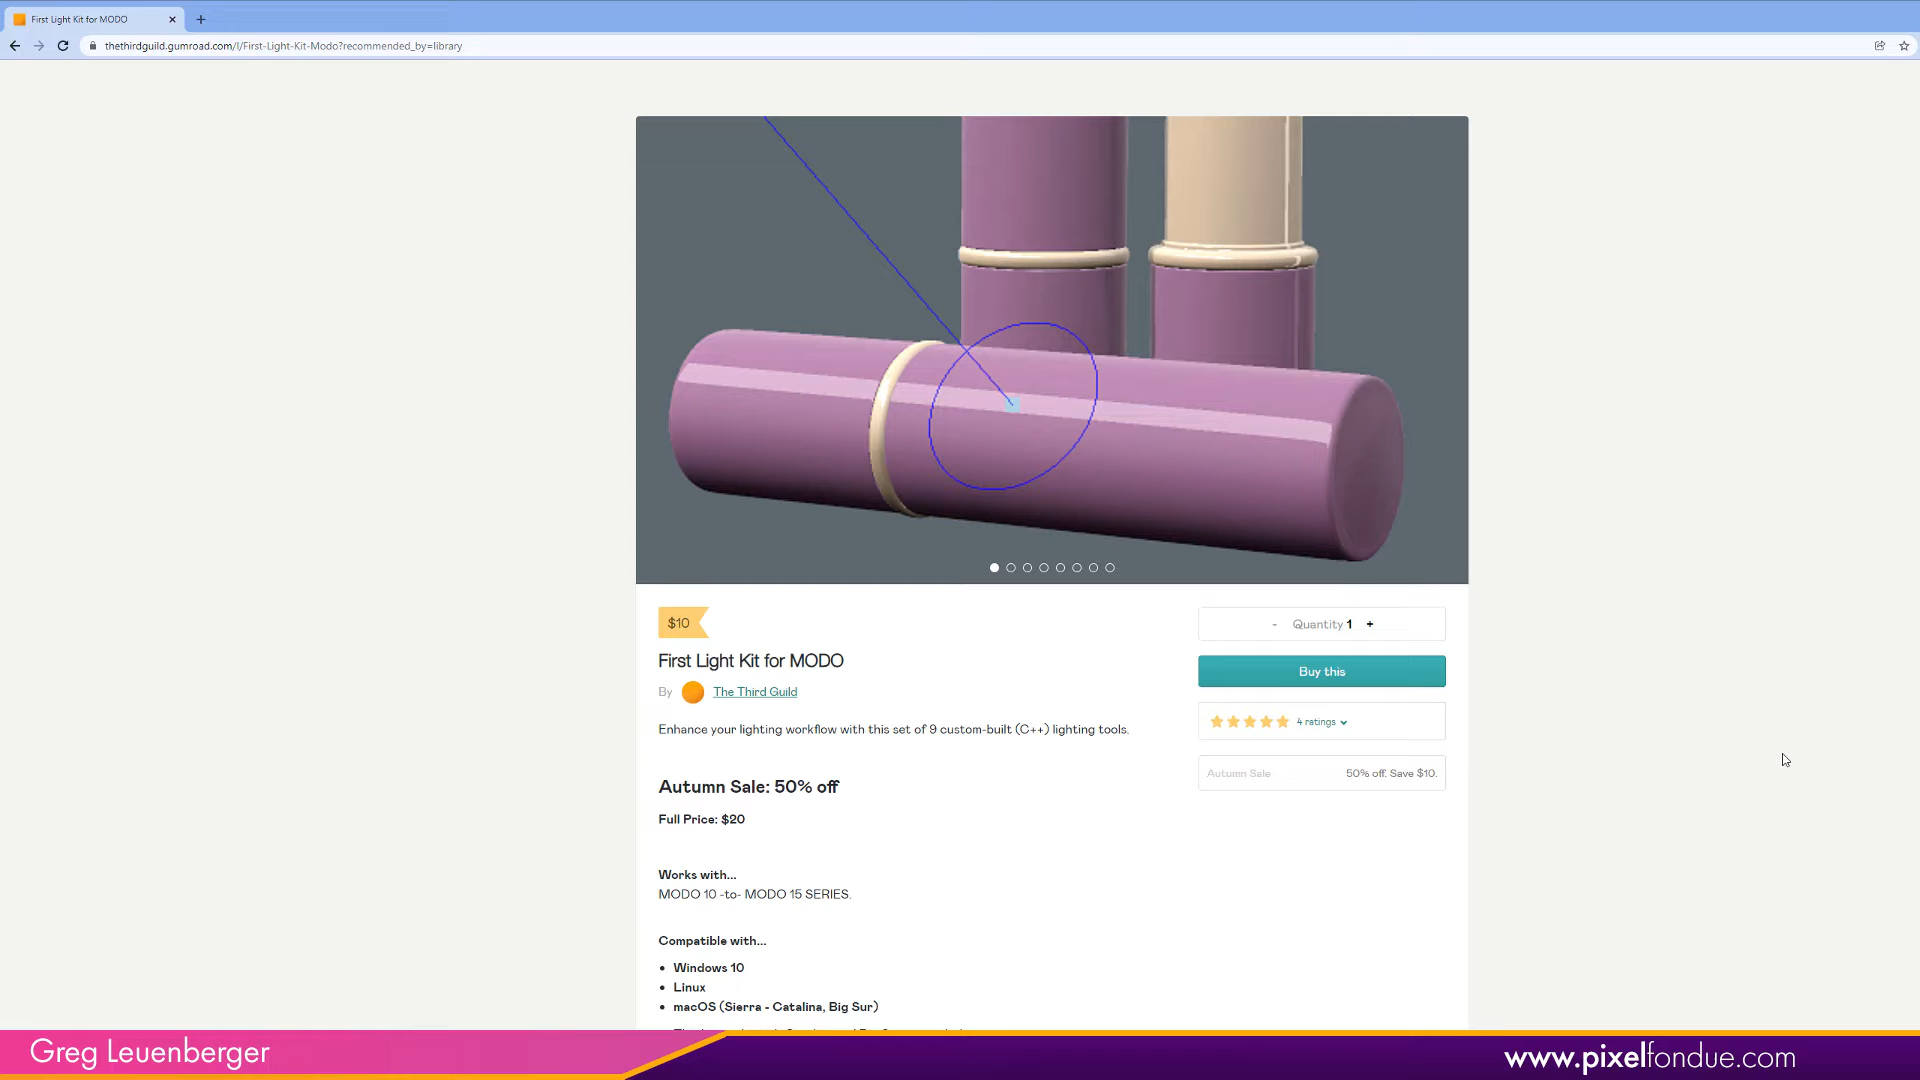 First Light Kit for MODO
thethirdguild.gumroad.com/l/First-Light-Kit-Modo?recommended_by=library
$10
First Light Kit for MODO
By The Third Guild
Enhance your lighting workflow with this set of 9 custom-built (C++) lighting tools.
Autumn Sale: 50% off
Full Price: $20
Works with...
MODO 10 -to- MODO 15 SERIES.
Compatible with...
• Windows 10
• Linux
• macOS (Sierra - Catalina, Big Sur)
- Quantity 1 +
Buy this
4 ratings
Autumn Sale 50% off. Save $10.
Greg Leuenberger
www.pixelfondue.com